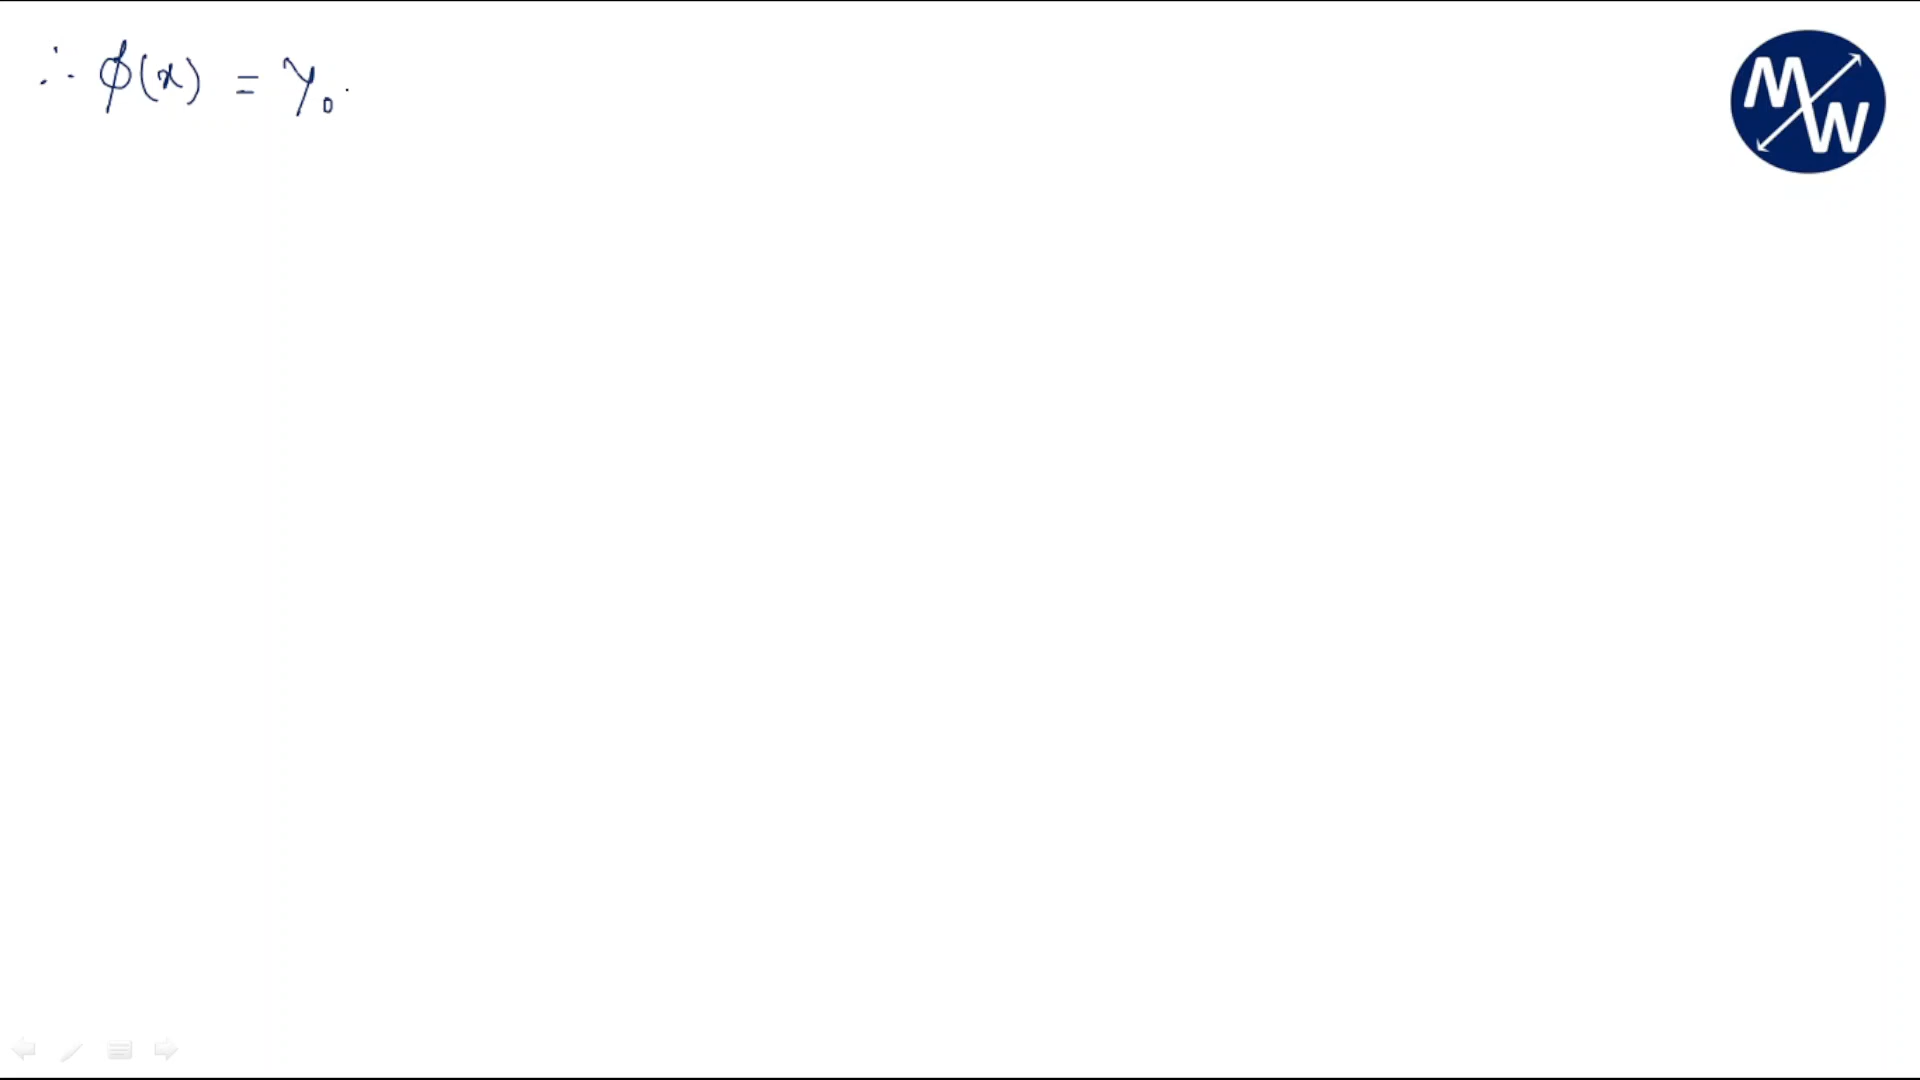 ∴ ϕ(x) = y₀
MW